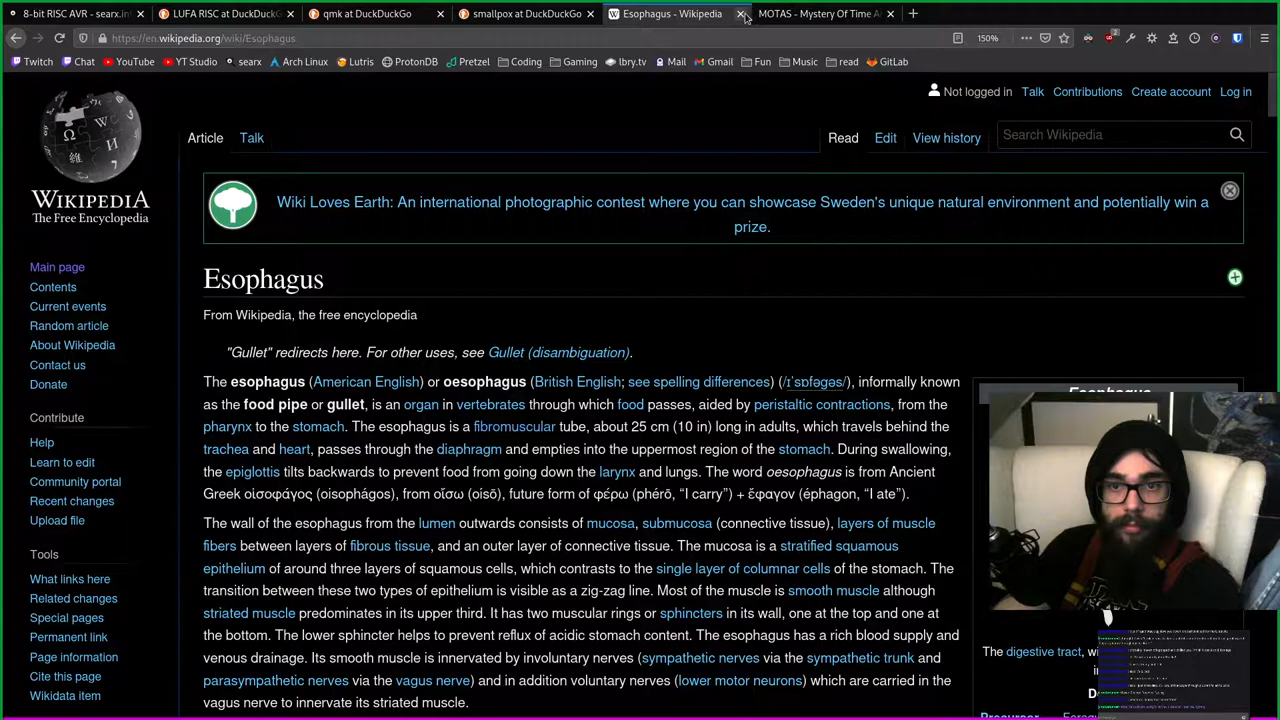 8-bit RISC AVR - searx.in
LUFA RISC at DuckDuck
qmk at DuckDuckGo
smallpox at DuckDuckGo
Esophagus - Wikipedia
MOTAS - Mystery Of Time A
https://en.wikipedia.org/wiki/Esophagus
150%
2
Twitch
Chat
YouTube
YT Studio
searx
Arch Linux
Lutris
ProtonDB
Pretzel
Coding
Gaming
lbry.tv
Mail
Gmail
Fun
Music
read
GitLab
Not logged in Talk Contributions Create account Log in
Article Talk Read Edit View history
Search Wikipedia
WIKIPEDIA
The Free Encyclopedia
Main page
Contents
Current events
Random article
About Wikipedia
Contact us
Donate
Contribute
Help
Learn to edit
Community portal
Recent changes
Upload file
Tools
What links here
Related changes
Special pages
Permanent link
Page information
Cite this page
Wikidata item
Wiki Loves Earth: An international photographic contest where you can showcase Sweden's unique natural environment and potentially win a
prize.
Esophagus
From Wikipedia, the free encyclopedia
"Gullet" redirects here. For other uses, see Gullet (disambiguation).
The esophagus (American English) or oesophagus (British English; see spelling differences) (/ɪˈsɒfəɡəs/), informally known
as the food pipe or gullet, is an organ in vertebrates through which food passes, aided by peristaltic contractions, from the
pharynx to the stomach. The esophagus is a fibromuscular tube, about 25 cm (10 in) long in adults, which travels behind the
trachea and heart, passes through the diaphragm and empties into the uppermost region of the stomach. During swallowing,
the epiglottis tilts backwards to prevent food from going down the larynx and lungs. The word oesophagus is from Ancient
Greek οἰσοφάγος (oisophágos), from οἴσω (oísō), future form of φέρω (phérō, “I carry”) + ἔφαγον (éphagon, “I ate”).
The wall of the esophagus from the lumen outwards consists of mucosa, submucosa (connective tissue), layers of muscle
fibers between layers of fibrous tissue, and an outer layer of connective tissue. The mucosa is a stratified squamous
epithelium of around three layers of squamous cells, which contrasts to the single layer of columnar cells of the stomach. The
transition between these two types of epithelium is visible as a zig-zag line. Most of the muscle is smooth muscle although
striated muscle predominates in its upper third. It has two muscular rings or sphincters in its wall, one at the top and one at
the bottom. The lower sphincter helps to prevent reflux of acidic stomach content. The esophagus has a rich blood supply and
venous drainage. Its smooth muscle is innervated by involuntary nerves (sympathetic nerves via the sympathetic trunk and
parasympathetic nerves via the vagus nerve) and in addition voluntary nerves (lower motor neurons) which are carried in the
vagus nerve to innervate its striated muscle.
Esophagus
The digestive tract, w